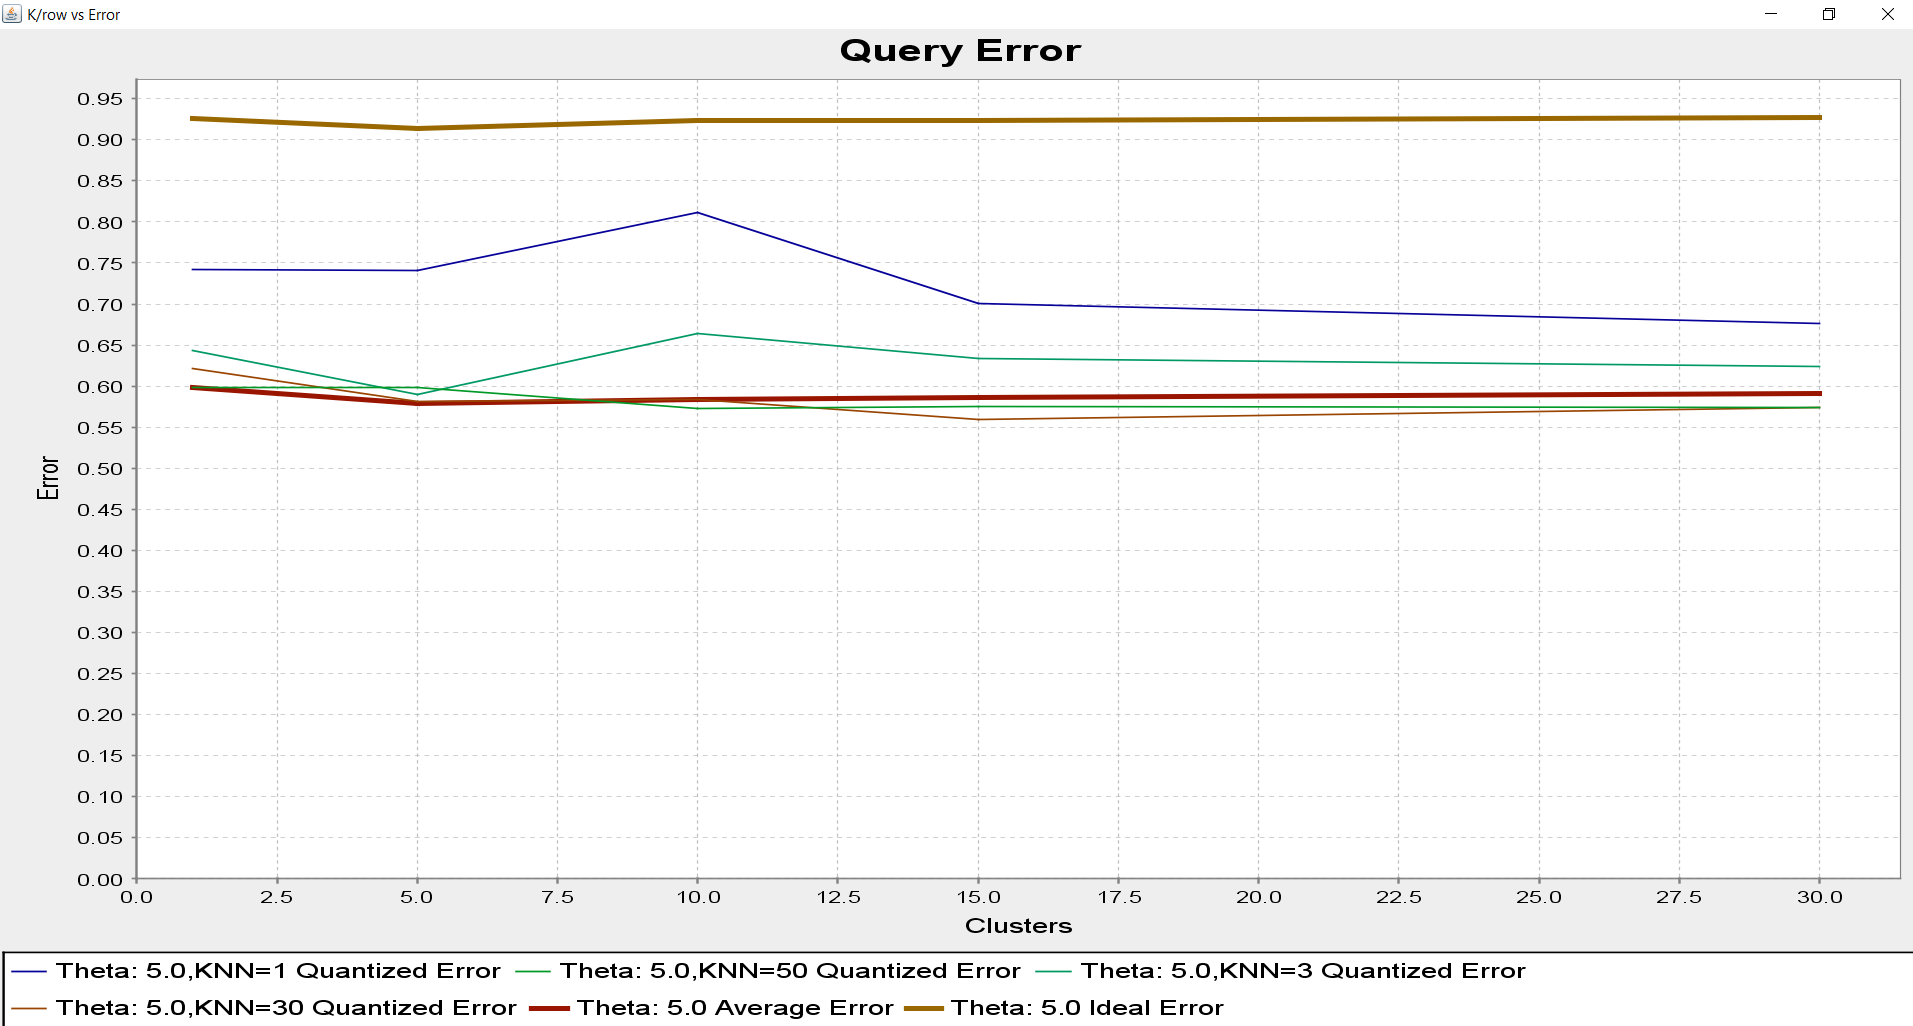 K/row vs Error
Query Error
0.95
0.90
0.85
0.80
0.75
0.70
0.65
0.60
0.55
0.50
0.45
0.40
0.35
0.30
0.25
0.20
0.15
0.10
0.05
0.00
Error
0.0 2.5 5.0 7.5 10.0 12.5 15.0 17.5 20.0 22.5 25.0 27.5 30.0
Clusters
Theta: 5.0,KNN=1 Quantized Error Theta: 5.0,KNN=50 Quantized Error Theta: 5.0,KNN=3 Quantized Error
Theta: 5.0,KNN=30 Quantized Error Theta: 5.0 Average Error Theta: 5.0 Ideal Error